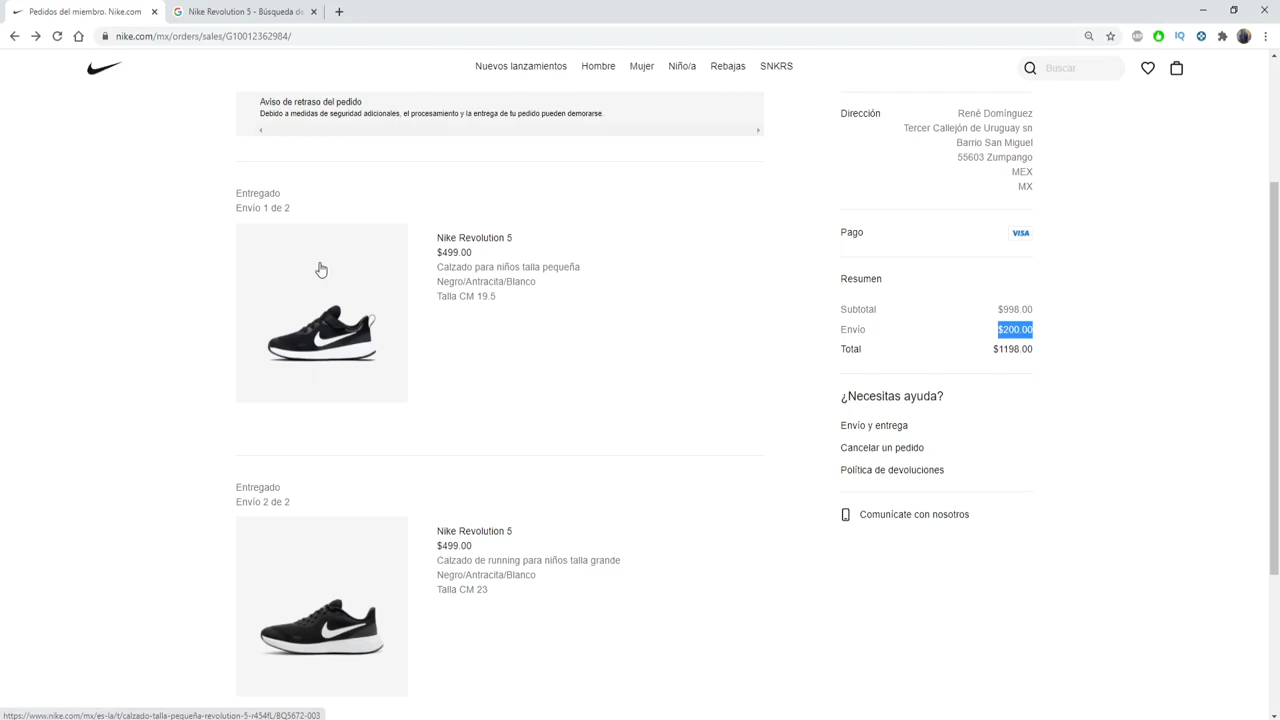 Pedidos del miembro. Nike.com
Nike Revolution 5 - Búsqueda de
nike.com/mx/orders/sales/G10012362984/
IQ
Nuevos lanzamientos Hombre Mujer Niño/a Rebajas SNKRS
Buscar
Aviso de retraso del pedido
Debido a medidas de seguridad adicionales, el procesamiento y la entrega de tu pedido pueden demorarse.
Entregado
Envío 1 de 2
Nike Revolution 5
$499.00
Calzado para niños talla pequeña
Negro/Antracita/Blanco
Talla CM 19.5
Entregado
Envío 2 de 2
Nike Revolution 5
$499.00
Calzado de running para niños talla grande
Negro/Antracita/Blanco
Talla CM 23
Dirección René Domínguez
Tercer Callejón de Uruguay sn
Barrio San Miguel
55603 Zumpango
MEX
MX
Pago VISA
Resumen
Subtotal $998.00
Envío $200.00
Total $1198.00
¿Necesitas ayuda?
Envío y entrega
Cancelar un pedido
Política de devoluciones
Comunícate con nosotros
https://www.nike.com/mx/es-la/t/calzado-talla-pequeña-revolution-5-r454fL/BQ5672-003